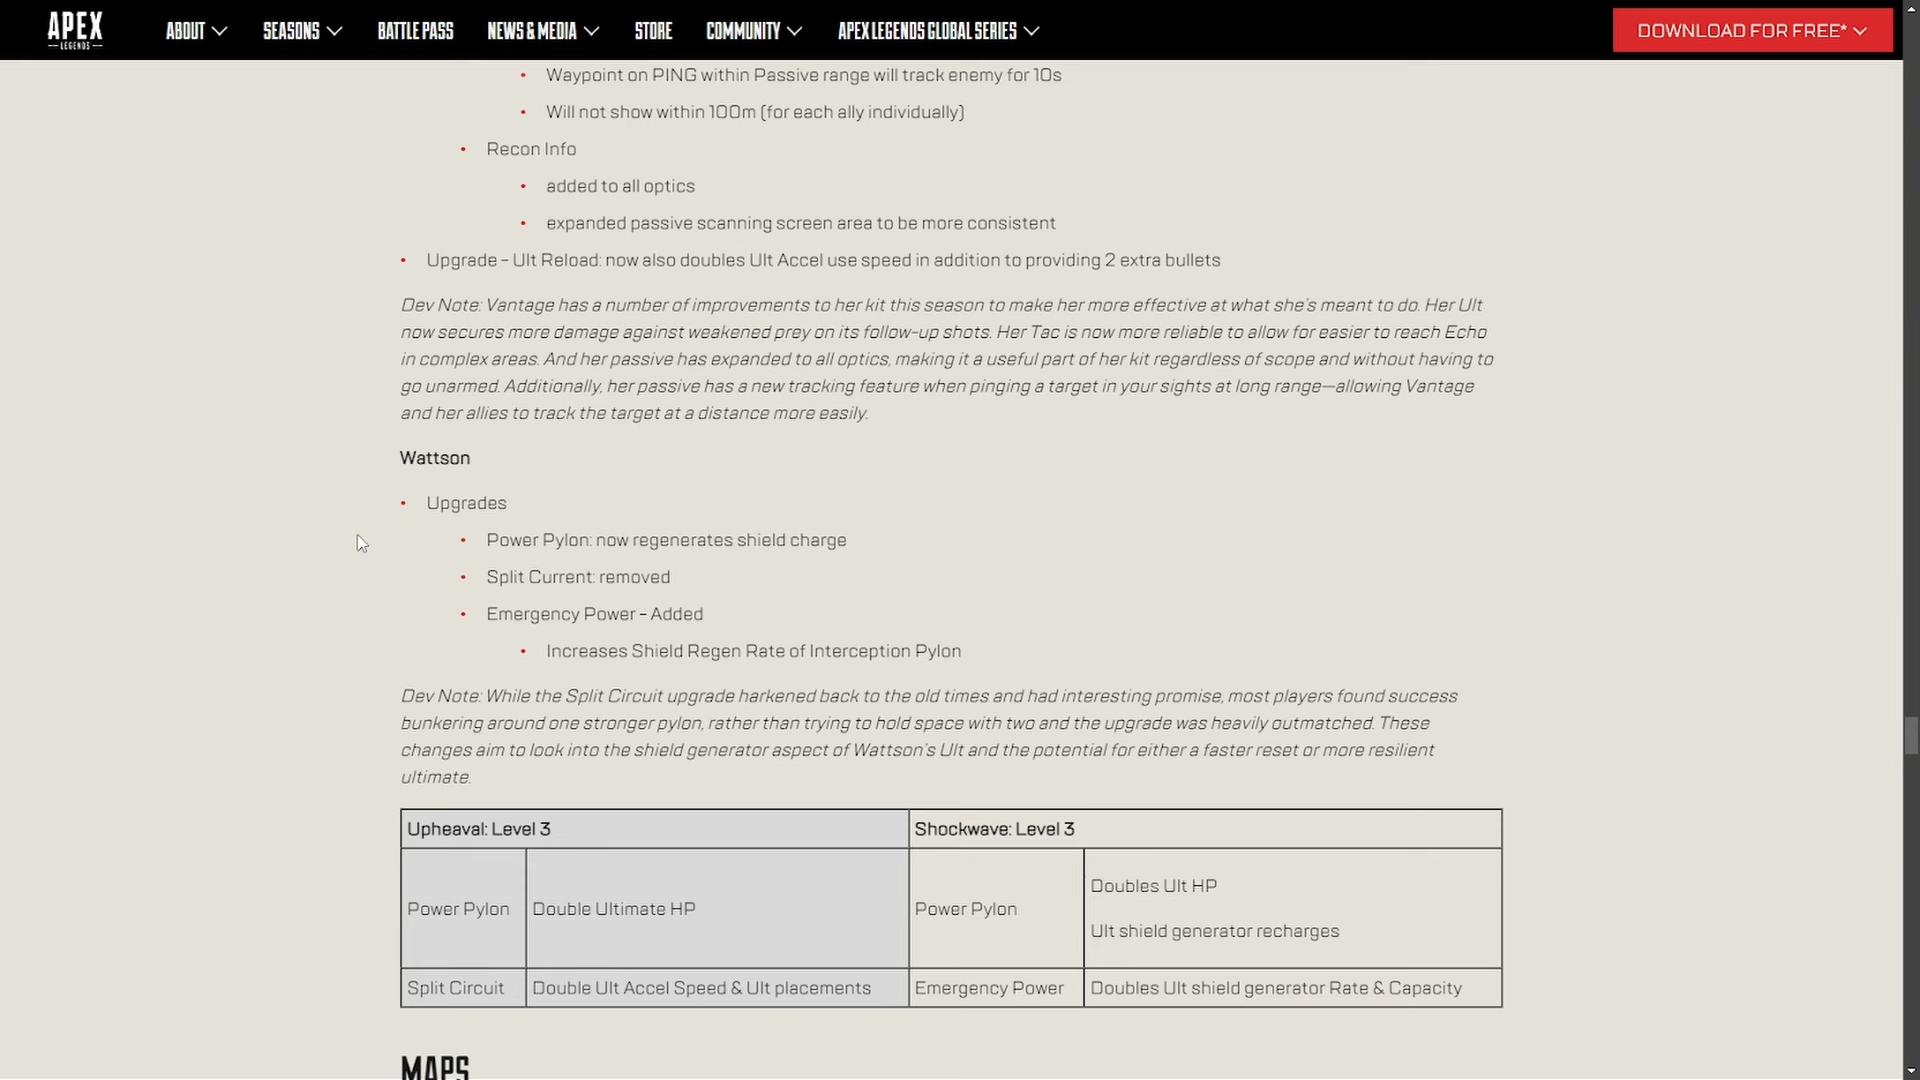 APEX
LEGENDS
ABOUT
SEASONS
BATTLE PASS
NEWS & MEDIA
STORE
COMMUNITY
APEX LEGENDS GLOBAL SERIES
DOWNLOAD FOR FREE*
• Waypoint on PING within Passive range will track enemy for 10s
• Will not show within 100m (for each ally individually)
• Recon Info
• added to all optics
• expanded passive scanning screen area to be more consistent
• Upgrade – Ult Reload: now also doubles Ult Accel use speed in addition to providing 2 extra bullets
Dev Note: Vantage has a number of improvements to her kit this season to make her more effective at what she's meant to do. Her Ult
now secures more damage against weakened prey on its follow-up shots. Her Tac is now more reliable to allow for easier to reach Echo
in complex areas. And her passive has expanded to all optics, making it a useful part of her kit regardless of scope and without having to
go unarmed. Additionally, her passive has a new tracking feature when pinging a target in your sights at long range—allowing Vantage
and her allies to track the target at a distance more easily.
Wattson
• Upgrades
• Power Pylon: now regenerates shield charge
• Split Current: removed
• Emergency Power – Added
• Increases Shield Regen Rate of Interception Pylon
Dev Note: While the Split Circuit upgrade harkened back to the old times and had interesting promise, most players found success
bunkering around one stronger pylon, rather than trying to hold space with two and the upgrade was heavily outmatched. These
changes aim to look into the shield generator aspect of Wattson's Ult and the potential for either a faster reset or more resilient
ultimate.
Upheaval: Level 3
Shockwave: Level 3
Power Pylon
Double Ultimate HP
Power Pylon
Doubles Ult HP
Ult shield generator recharges
Split Circuit
Double Ult Accel Speed & Ult placements
Emergency Power
Doubles Ult shield generator Rate & Capacity
MAPS